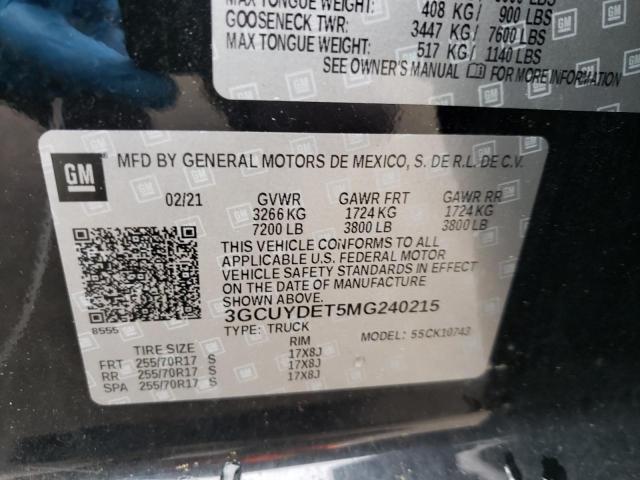 MAX TONGUE WEIGHT:
408 KG/ 900 LBS
GOOSENECK TWR:
3447 KG/ 7600 LBS
MAX TONGUE WEIGHT:
517 KG/ 1140 LBS
SEE OWNER'S MANUAL FOR MORE INFORMATION
GM MFD BY GENERAL MOTORS DE MEXICO, S. DE R.L. DE C.V.
02/21 GVWR GAWR FRT GAWR RR
3266 KG 1724 KG 1724 KG
7200 LB 3800 LB 3800 LB
THIS VEHICLE CONFORMS TO ALL
APPLICABLE U.S. FEDERAL MOTOR
VEHICLE SAFETY STANDARDS IN EFFECT
ON THE DATE OF MANUFACTURE
SHOWN ABOVE.
3GCUYDET5MG240215
8555 TYPE: TRUCK MODEL: 5SCK10743
TIRE SIZE RIM
FRT 255/70R17 S 17X8J
RR 255/70R17 S 17X8J
SPA 255/70R17 S 17X8J